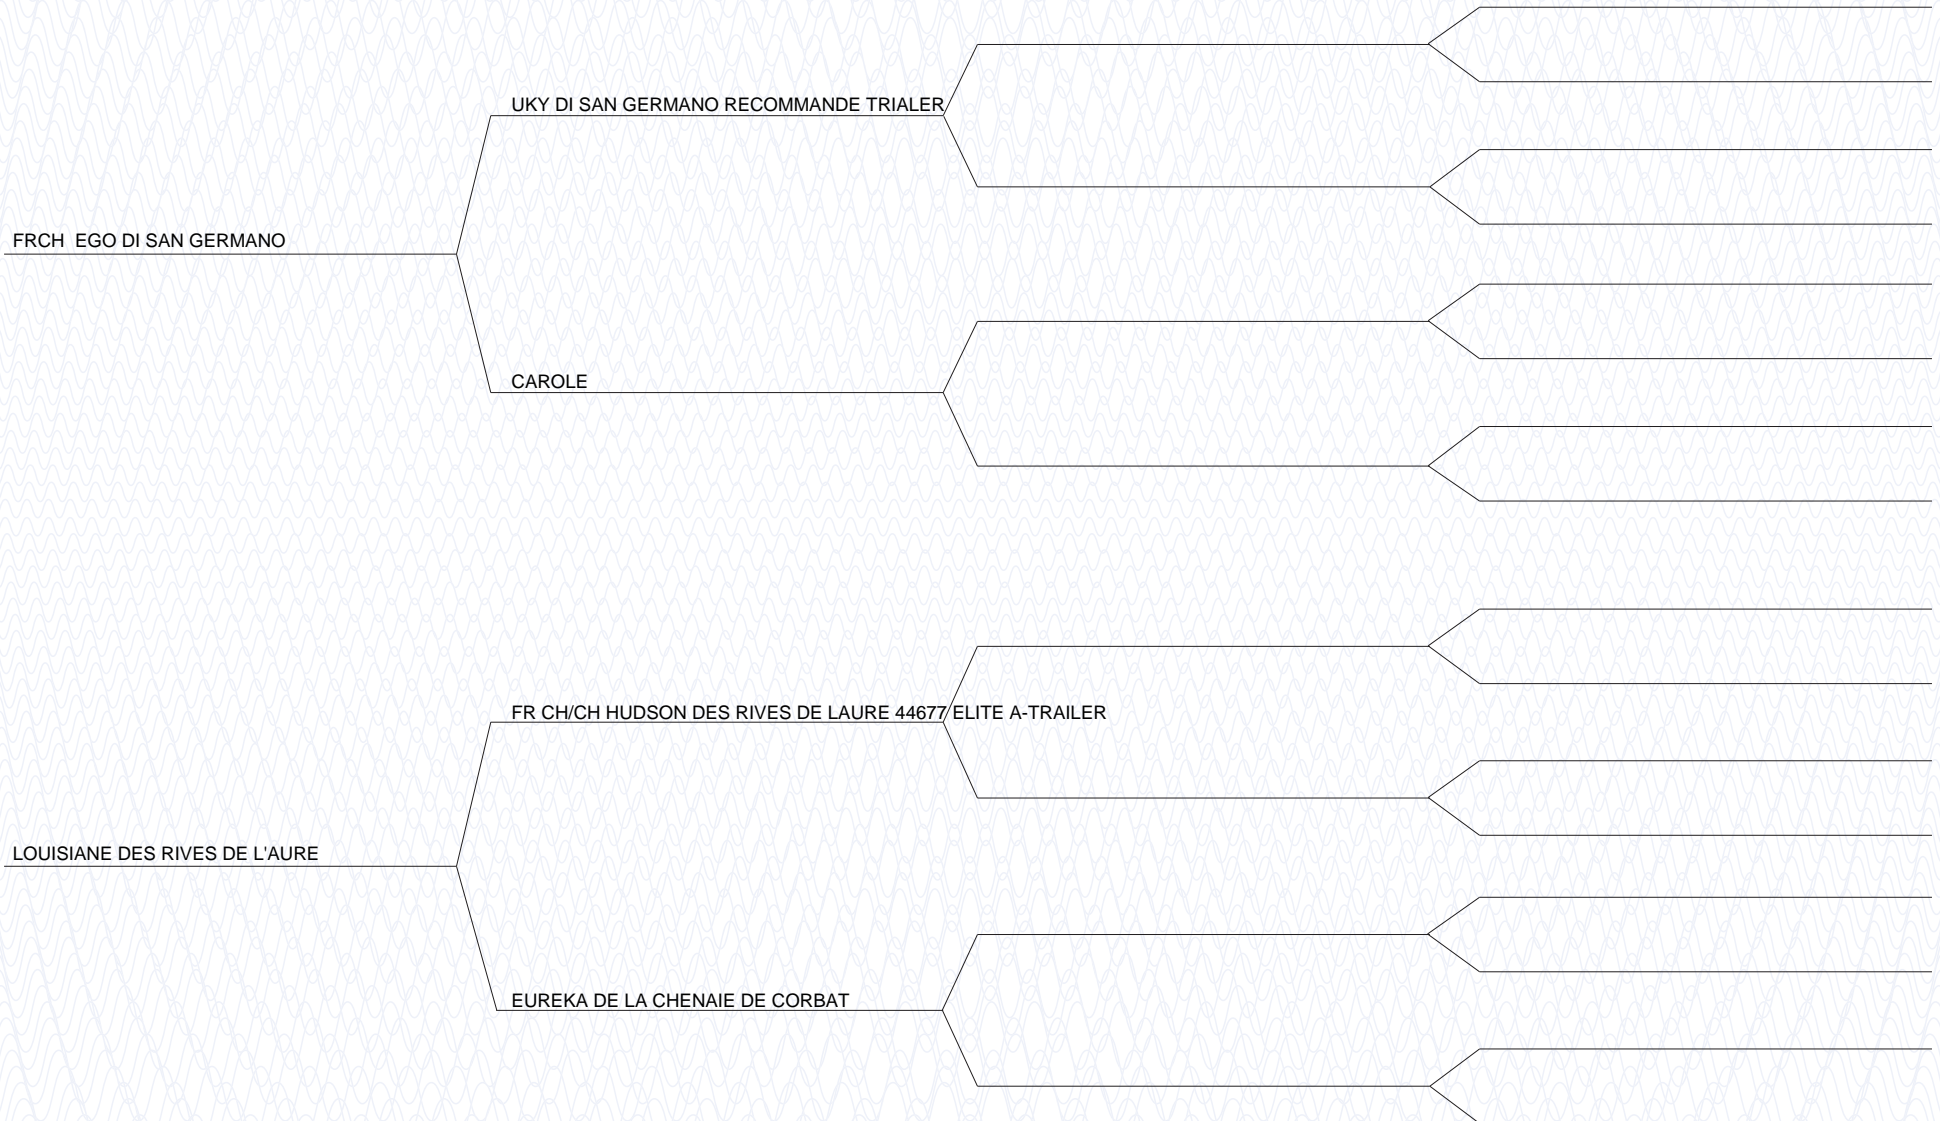 UKY DI SAN GERMANO RECOMMANDE TRIALER
FRCH  EGO DI SAN GERMANO
CAROLE
FR CH/CH HUDSON DES RIVES DE LAURE 44677 ELITE A-TRAILER
LOUISIANE DES RIVES DE L'AURE
EUREKA DE LA CHENAIE DE CORBAT